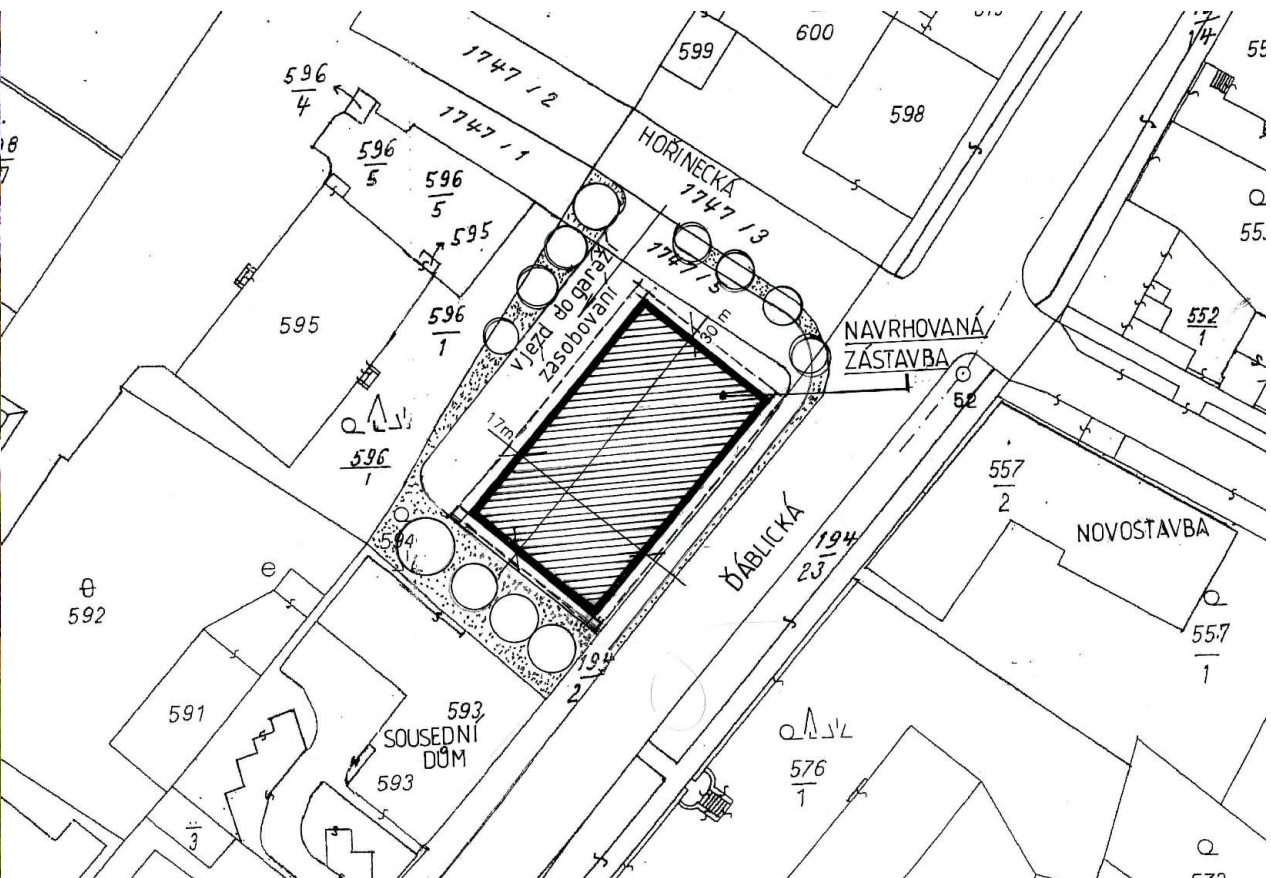 599
600
598
596
4
1747 / 2
1747 / 1
596
5
596
5
595
HOŘINECKÁ
1747 / 3
1747 / 5
595
596
1
vjezd do garáží
zásobování
30 m
17m
NAVRHOVANÁ
ZÁSTAVBA
52
552
1
596
1
594
557
2
NOVOSTAVBA
557
1
ĎÁBLICKÁ
194
23
592
e
194
2
591
593
SOUSEDNÍ
DŮM
593
576
1
3